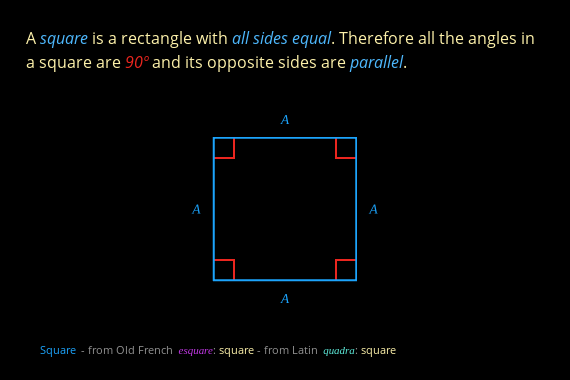 A square is a rectangle with all sides equal. Therefore all the angles in
a square are 90° and its opposite sides are parallel.
A
A A
A
Square - from Old French esquare: square - from Latin quadra: square